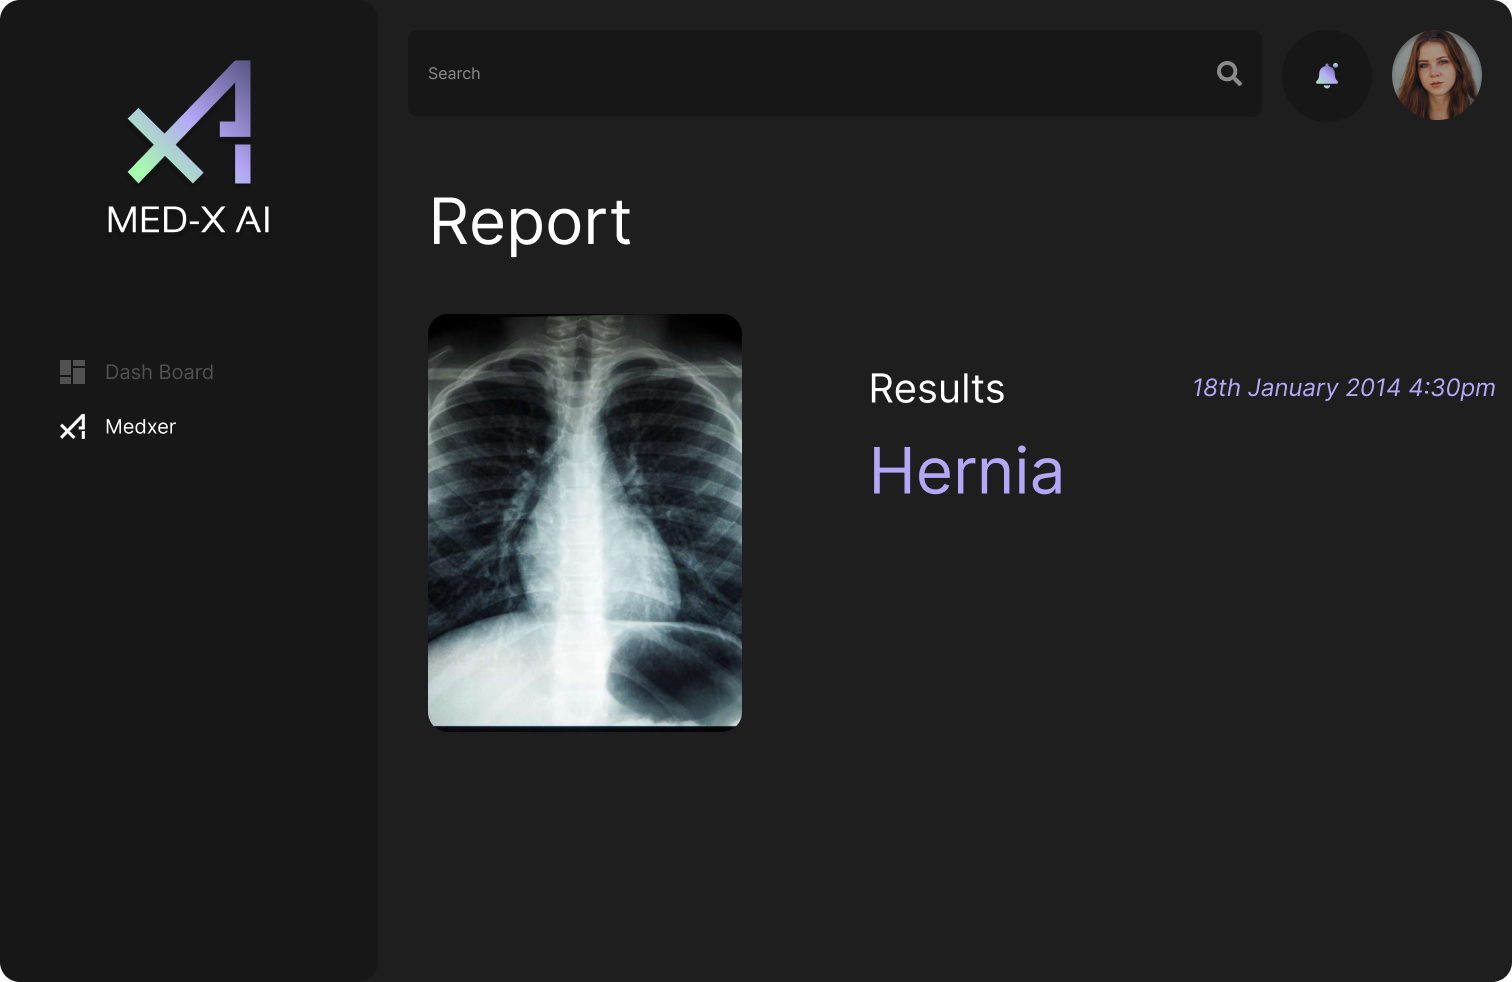 MED-X AI
Dash Board
Medxer
Search
Report
Results
18th January 2014 4:30pm
Hernia